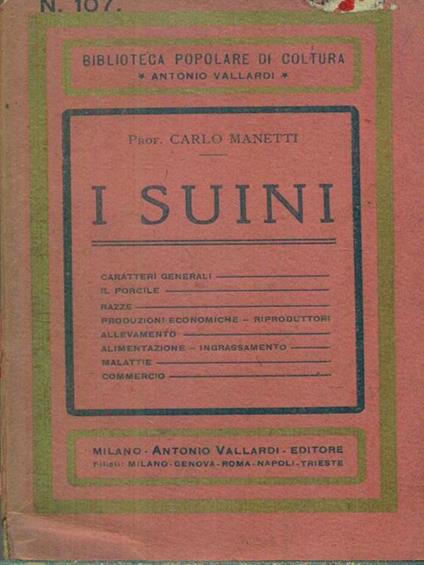 N. 107.
BIBLIOTECA POPOLARE DI COLTURA
* ANTONIO VALLARDI *
PROF. CARLO MANETTI
I SUINI
CARATTERI GENERALI
IL PORCILE
RAZZE
PRODUZIONI ECONOMICHE – RIPRODUTTORI
ALLEVAMENTO
ALIMENTAZIONE – INGRASSAMENTO
MALATTIE
COMMERCIO
MILANO - ANTONIO VALLARDI - EDITORE
Filiali: MILANO-GENOVA-ROMA-NAPOLI-TRIESTE